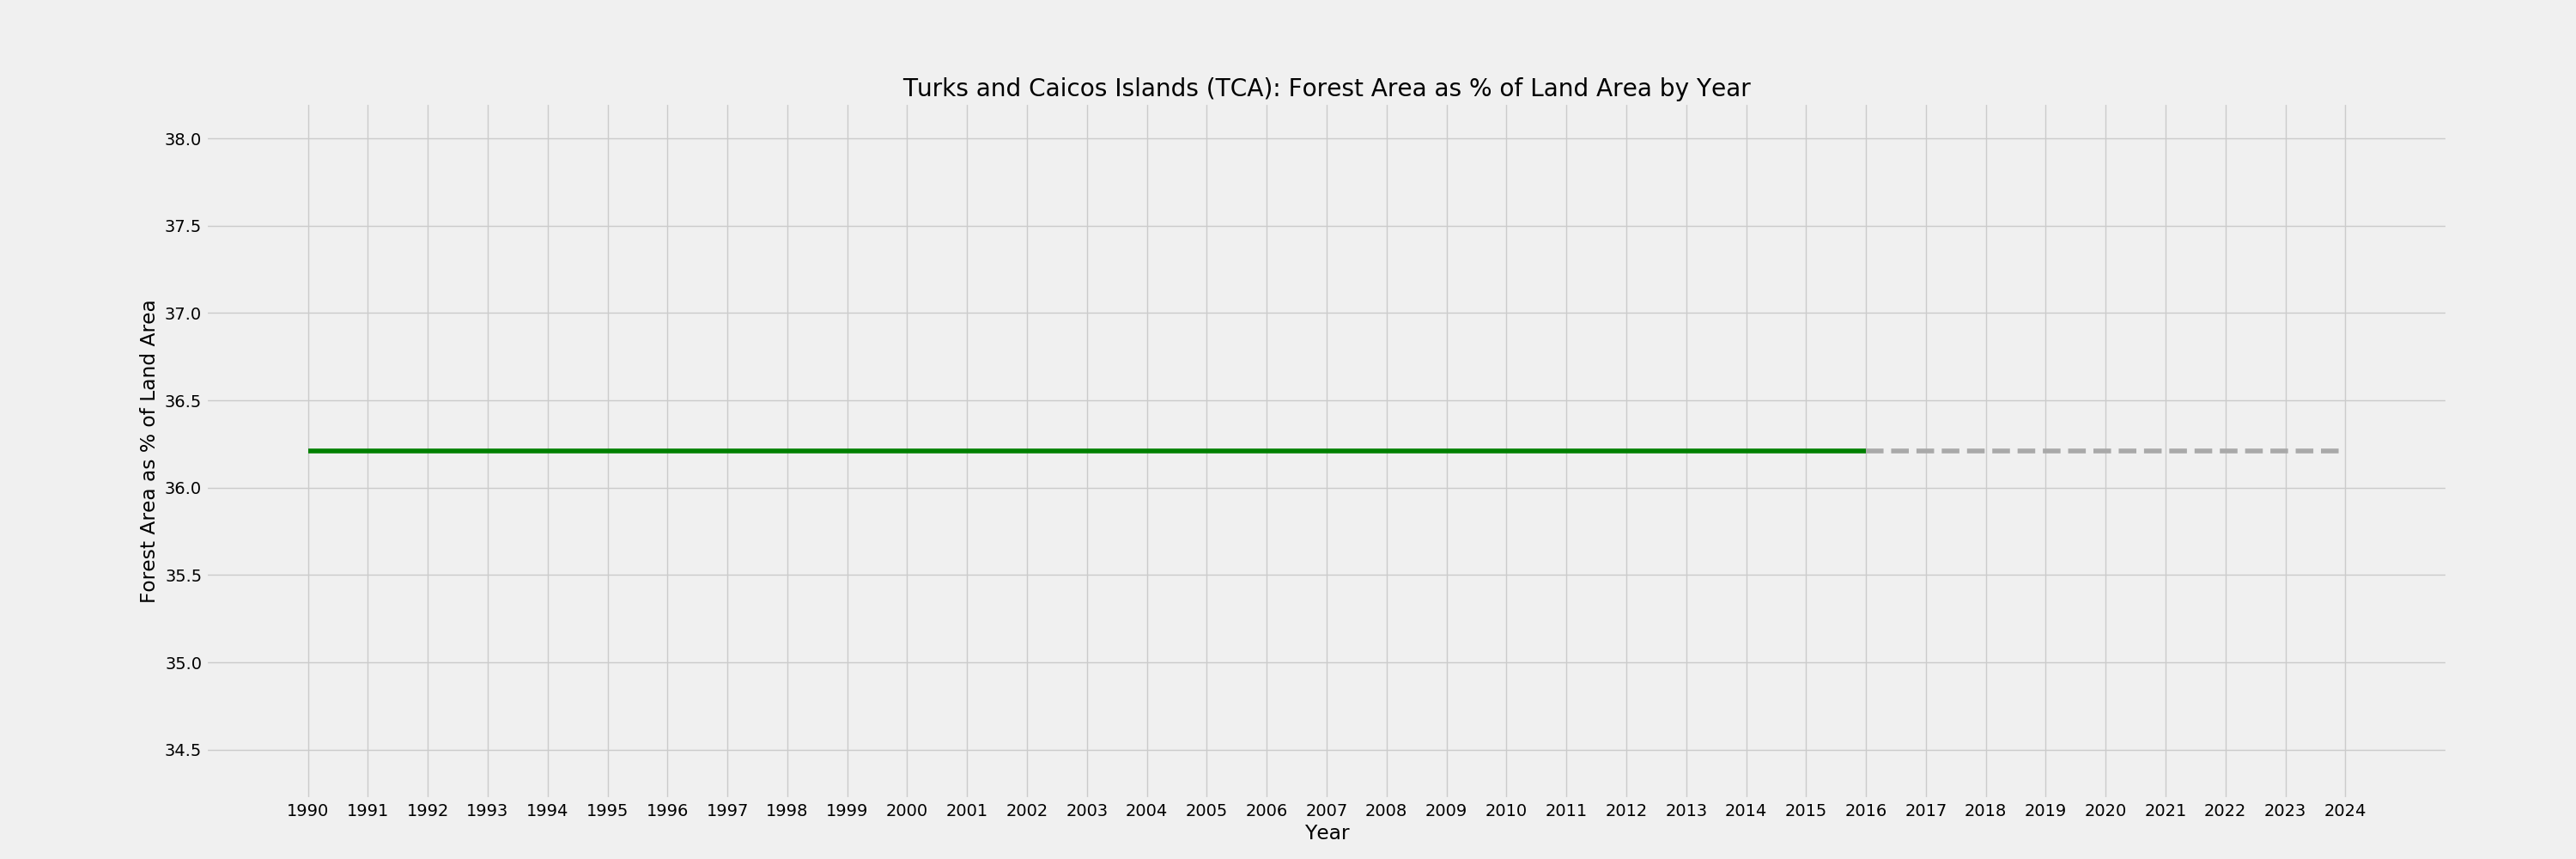 Turks and Caicos Islands (TCA): Forest Area as % of Land Area by Year
Forest Area as % of Land Area
38.0
37.5
37.0
36.5
36.0
35.5
35.0
34.5
1990 1991 1992 1993 1994 1995 1996 1997 1998 1999 2000 2001 2002 2003 2004 2005 2006 2007 2008 2009 2010 2011 2012 2013 2014 2015 2016 2017 2018 2019 2020 2021 2022 2023 2024
Year